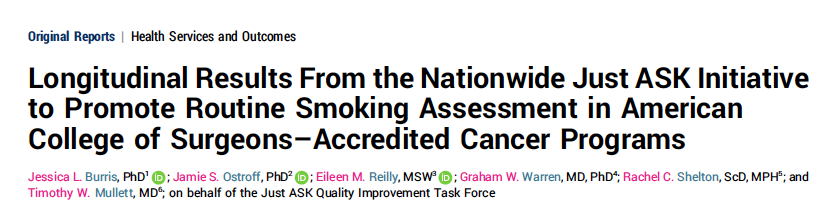 Original Reports | Health Services and Outcomes
Longitudinal Results From the Nationwide Just ASK Initiative
to Promote Routine Smoking Assessment in American
College of Surgeons–Accredited Cancer Programs
Jessica L. Burris, PhD¹ iD; Jamie S. Ostroff, PhD² iD; Eileen M. Reilly, MSW³ iD; Graham W. Warren, MD, PhD⁴; Rachel C. Shelton, ScD, MPH⁵; and
Timothy W. Mullett, MD⁶; on behalf of the Just ASK Quality Improvement Task Force